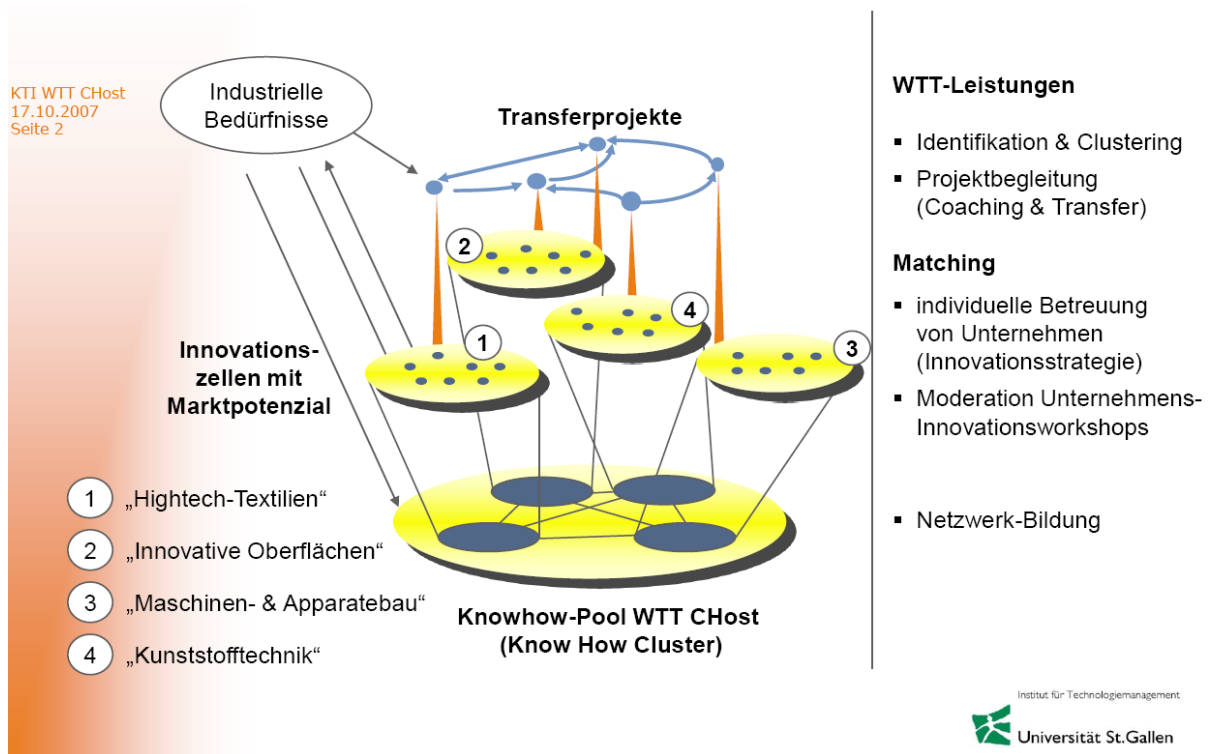 KTI WTT CHost
17.10.2007
Seite 2
Industrielle
Bedürfnisse
Transferprojekte
2
4
1
3
Innovations-
zellen mit
Marktpotenzial
1 „Hightech-Textilien“
2 „Innovative Oberflächen“
3 „Maschinen- & Apparatebau“
4 „Kunststofftechnik“
Knowhow-Pool WTT CHost
(Know How Cluster)
WTT-Leistungen
▪ Identifikation & Clustering
▪ Projektbegleitung
(Coaching & Transfer)
Matching
▪ individuelle Betreuung
von Unternehmen
(Innovationsstrategie)
▪ Moderation Unternehmens-
Innovationsworkshops
▪ Netzwerk-Bildung
Institut für Technologiemanagement
Universität St.Gallen